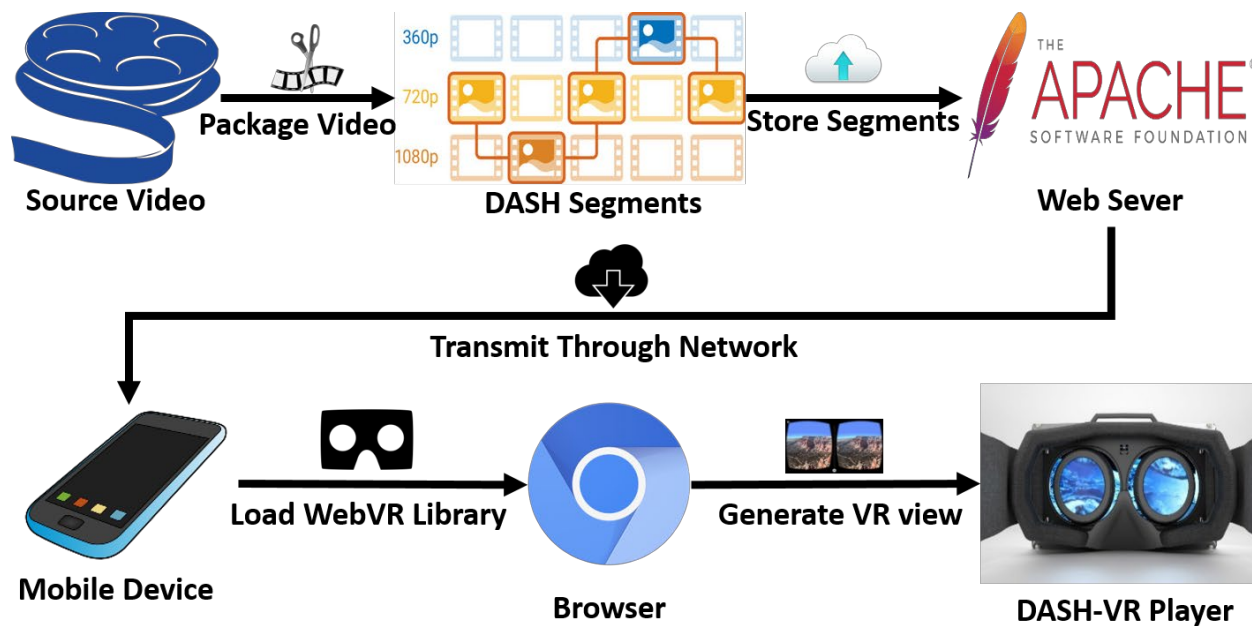 360p
720p
1080p
Package Video
Store Segments
THE
APACHE®
SOFTWARE FOUNDATION
Source Video
DASH Segments
Web Sever
Transmit Through Network
Load WebVR Library
Generate VR view
Mobile Device
Browser
DASH-VR Player